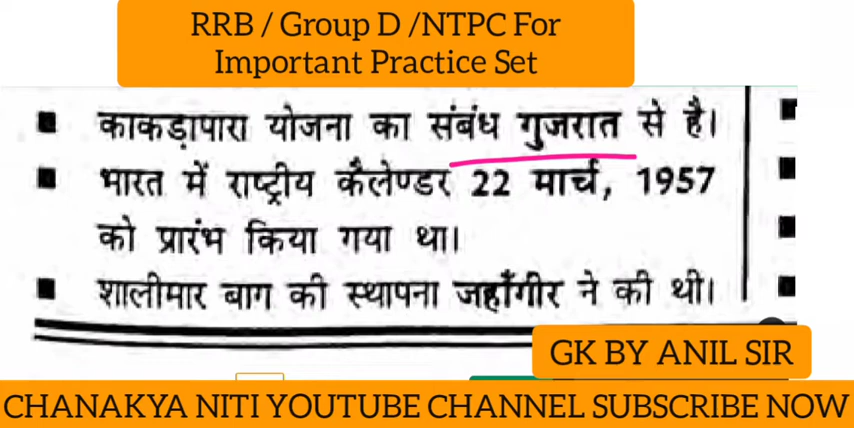 RRB / Group D /NTPC For
Important Practice Set
काकड़ापारा योजना का संबंध गुजरात से है।
भारत में राष्ट्रीय कैलेण्डर 22 मार्च, 1957
को प्रारंभ किया गया था।
शालीमार बाग की स्थापना जहाँगीर ने की थी।
GK BY ANIL SIR
CHANAKYA NITI YOUTUBE CHANNEL SUBSCRIBE NOW